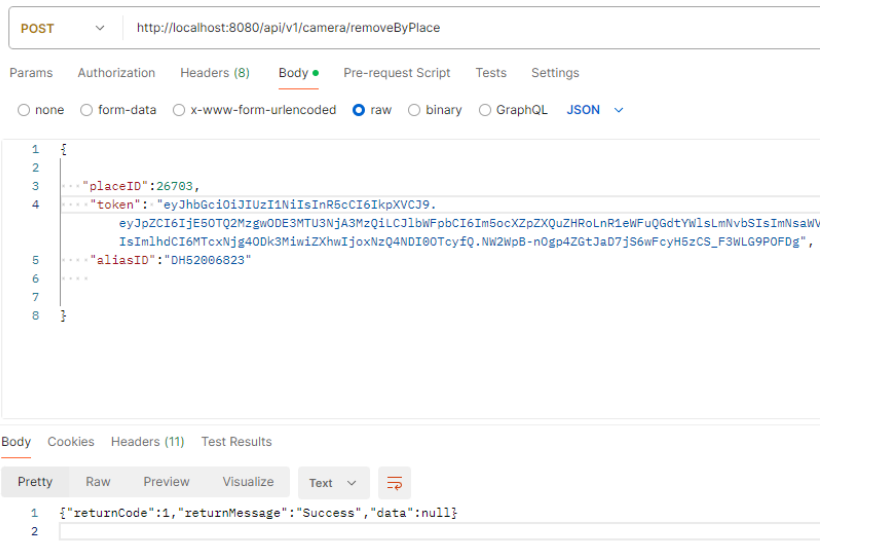 POST http://localhost:8080/api/v1/camera/removeByPlace
Params Authorization Headers (8) Body Pre-request Script Tests Settings
none form-data x-www-form-urlencoded raw binary GraphQL JSON
1 {
2
3 "placeID":26703,
4 "token": "eyJhbGciOiJIUzI1NiIsInR5cCI6IkpXVCJ9.
eyJpZCI6IjE5OTQ2MzgwODE3MTU3NjA3MzQiLCJlbWFpbCI6Im5ocXZpZXQuZHRoLnR1eWFuQGdtYWlsLmNvbSIsImNsaWV
IsImlhdCI6MTcxNjg4ODk3MiwiZXhwIjoxNzQ4NDI0OTcyfQ.NW2WpB-nOgp4ZGtJaD7jS6wFcyH5zCS_F3WLG9POFDg",
5 "aliasID":"DH52006823"
6
7
8 }
Body Cookies Headers (11) Test Results
Pretty Raw Preview Visualize Text
1 {"returnCode":1,"returnMessage":"Success","data":null}
2